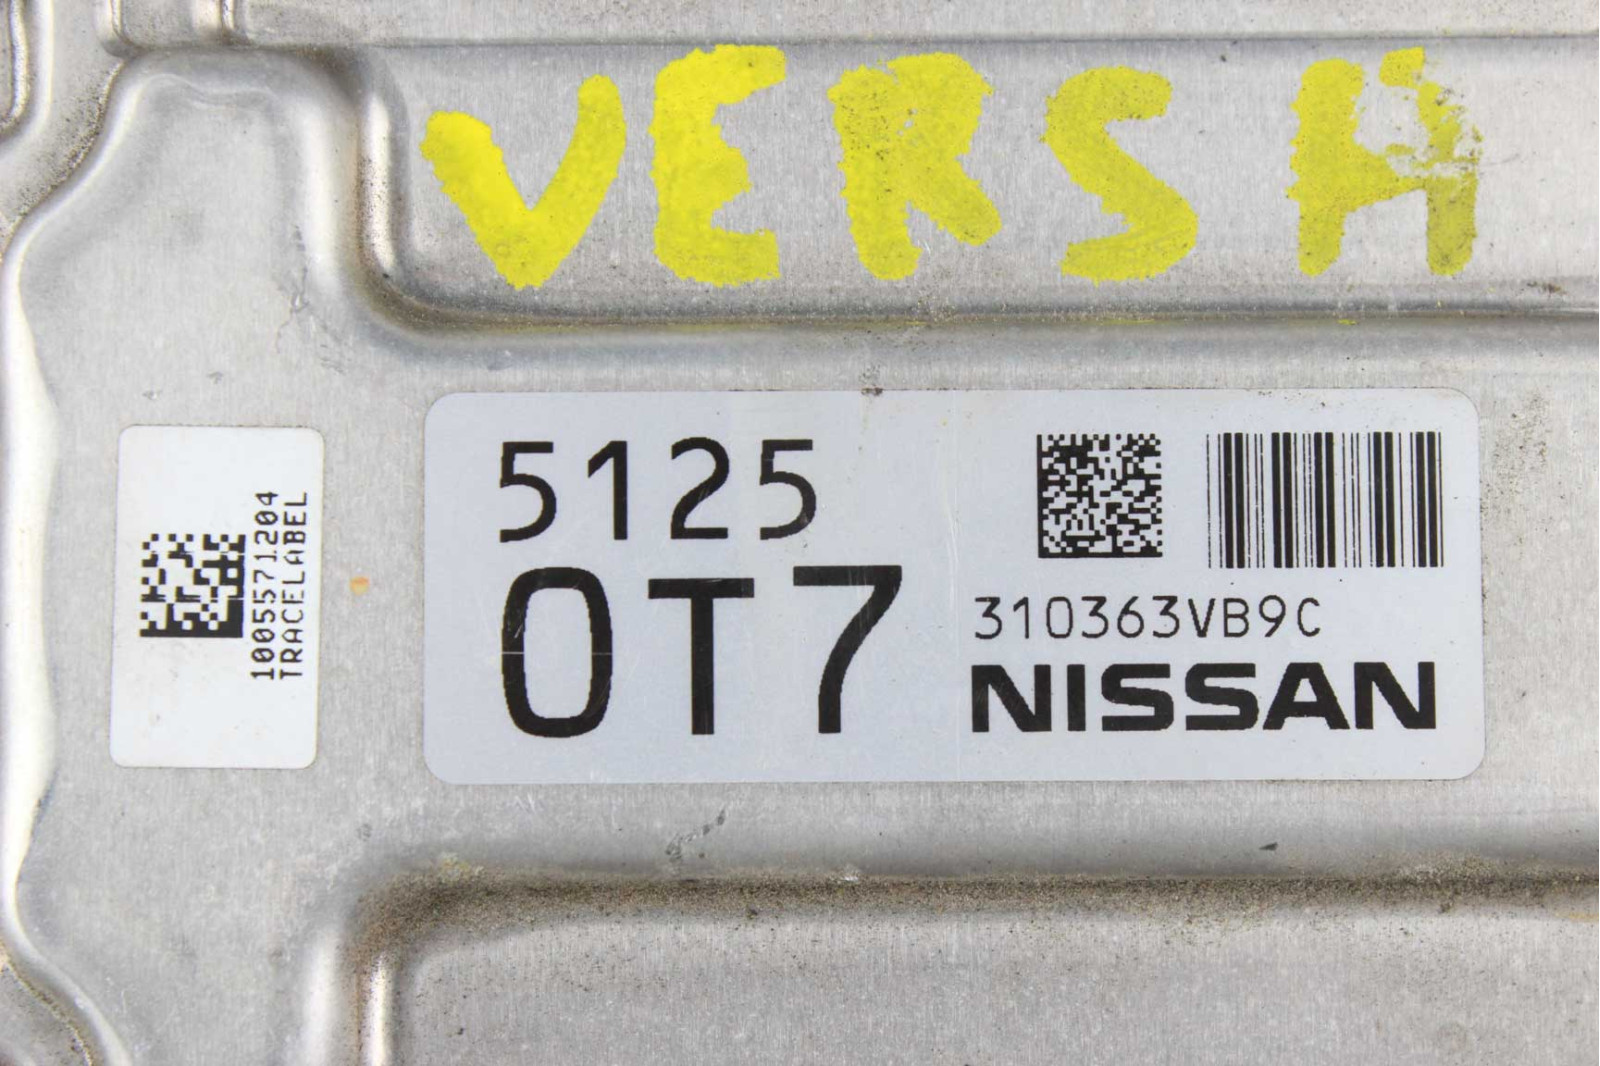 VERSA
5125
0T7
310363VB9C
NISSAN
1005571204
TRACELABEL